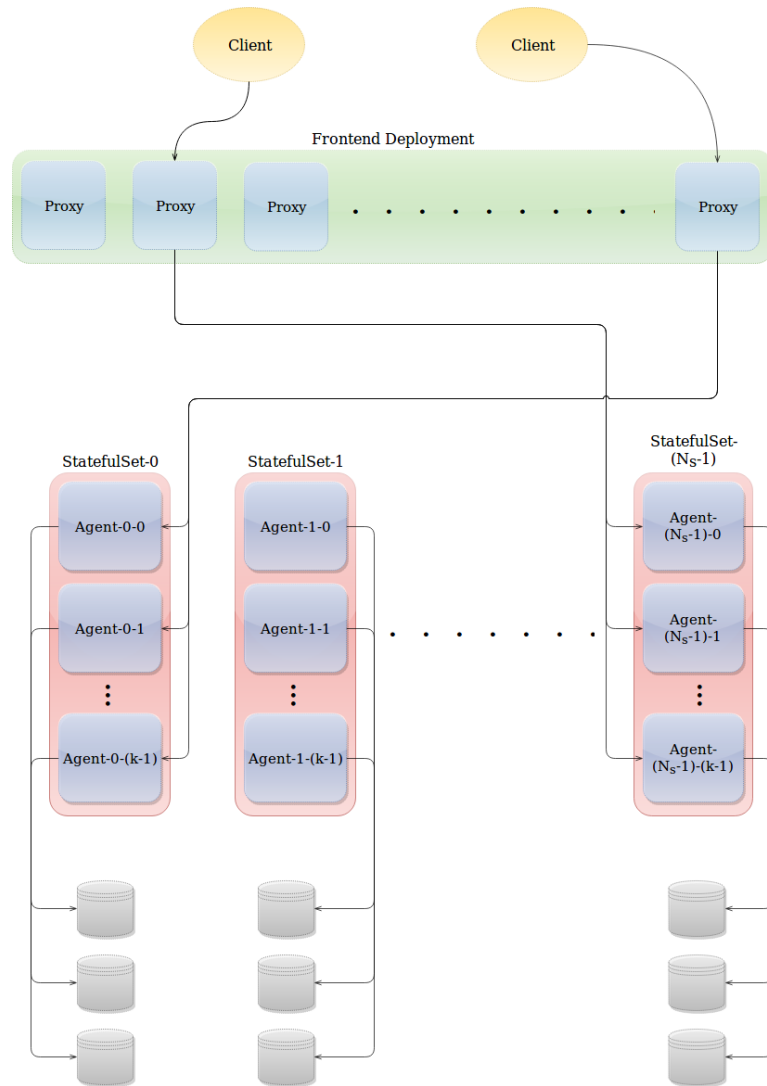 Client
Client
Frontend Deployment
Proxy
Proxy
Proxy
Proxy
StatefulSet-0
StatefulSet-1
StatefulSet-
(Ns-1)
Agent-0-0
Agent-1-0
Agent-
(Ns-1)-0
Agent-0-1
Agent-1-1
Agent-
(Ns-1)-1
Agent-0-(k-1)
Agent-1-(k-1)
Agent-
(Ns-1)-(k-1)